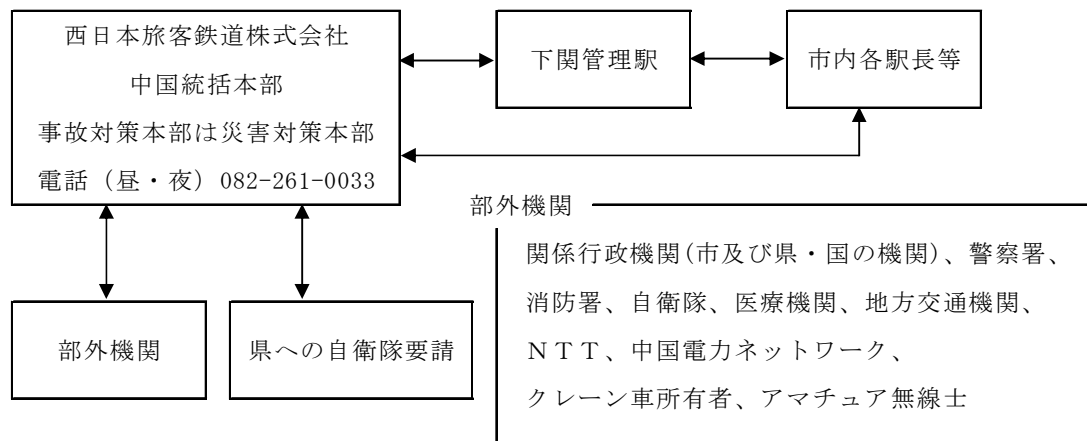 西日本旅客鉄道株式会社
中国統括本部
事故対策本部は災害対策本部
電話（昼・夜）082-261-0033
下関管理駅
市内各駅長等
部外機関
県への自衛隊要請
部外機関
関係行政機関(市及び県・国の機関)、警察署、
消防署、自衛隊、医療機関、地方交通機関、
ＮＴＴ、中国電力ネットワーク、
クレーン車所有者、アマチュア無線士